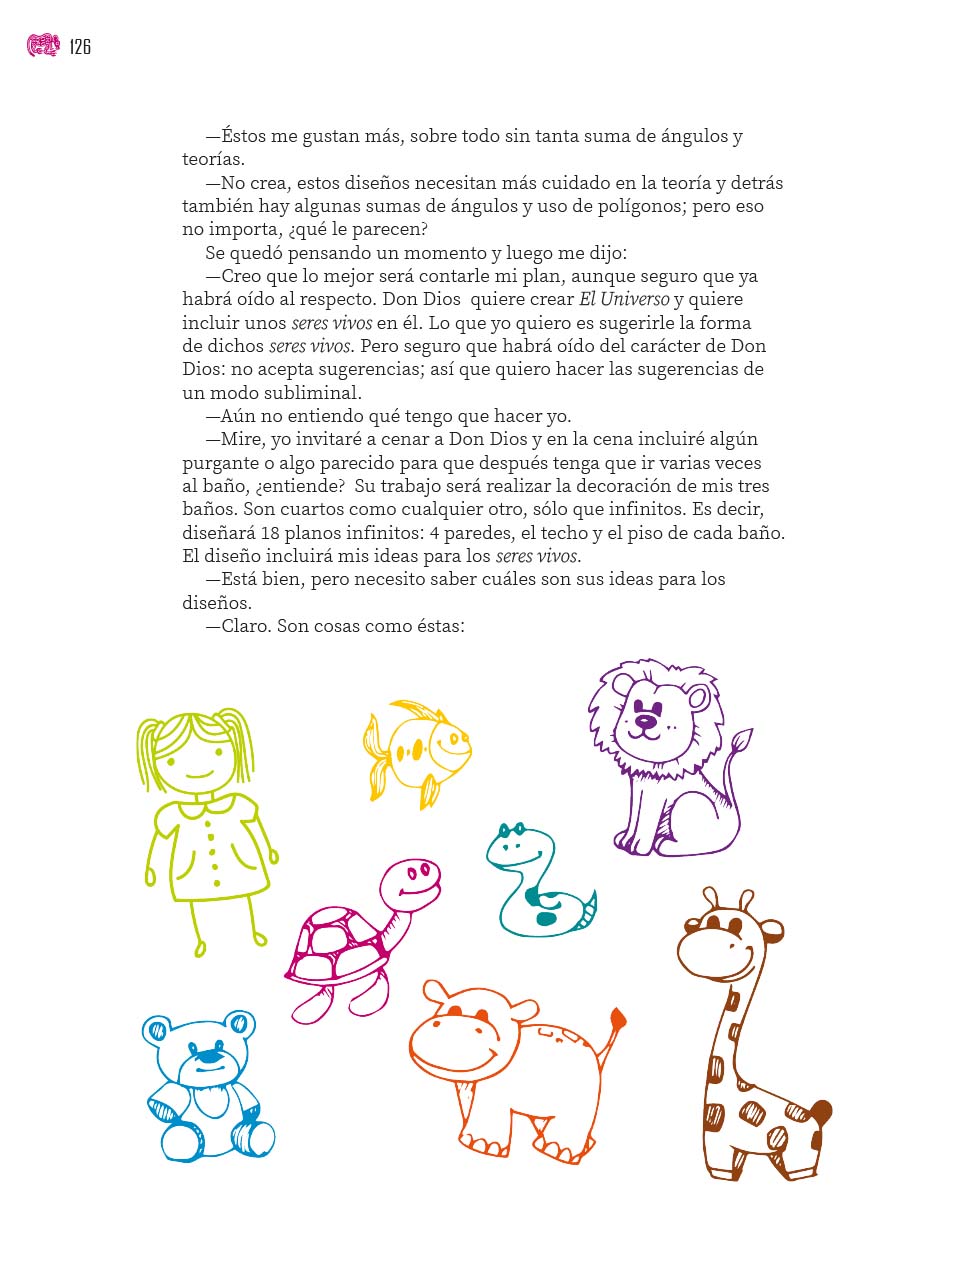 126
—Éstos me gustan más, sobre todo sin tanta suma de ángulos y
teorías.
—No crea, estos diseños necesitan más cuidado en la teoría y detrás
también hay algunas sumas de ángulos y uso de polígonos; pero eso
no importa, ¿qué le parecen?
Se quedó pensando un momento y luego me dijo:
—Creo que lo mejor será contarle mi plan, aunque seguro que ya
habrá oído al respecto. Don Dios  quiere crear El Universo y quiere
incluir unos seres vivos en él. Lo que yo quiero es sugerirle la forma
de dichos seres vivos. Pero seguro que habrá oído del carácter de Don
Dios: no acepta sugerencias; así que quiero hacer las sugerencias de
un modo subliminal.
—Aún no entiendo qué tengo que hacer yo.
—Mire, yo invitaré a cenar a Don Dios y en la cena incluiré algún
purgante o algo parecido para que después tenga que ir varias veces
al baño, ¿entiende?  Su trabajo será realizar la decoración de mis tres
baños. Son cuartos como cualquier otro, sólo que infinitos. Es decir,
diseñará 18 planos infinitos: 4 paredes, el techo y el piso de cada baño.
El diseño incluirá mis ideas para los seres vivos.
—Está bien, pero necesito saber cuáles son sus ideas para los
diseños.
—Claro. Son cosas como éstas: